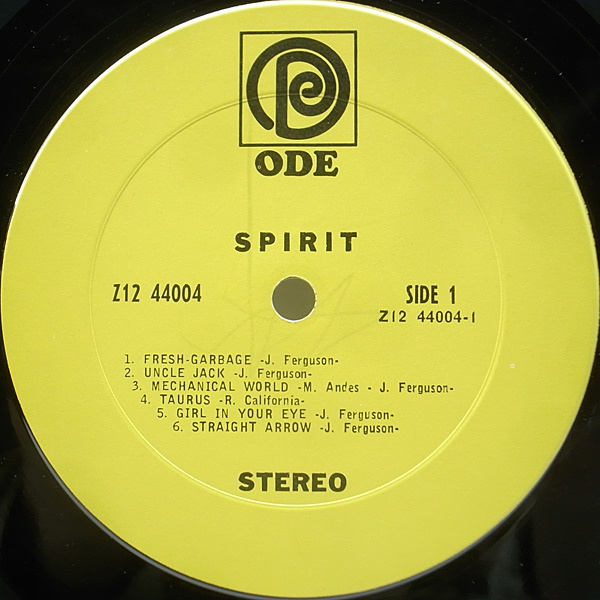 ODE
SPIRIT
Z12 44004
SIDE 1
Z12 44004-1
1. FRESH-GARBAGE -J. Ferguson-
2. UNCLE JACK -J. Ferguson-
3. MECHANICAL WORLD -M. Andes - J. Ferguson-
4. TAURUS -R. California-
5. GIRL IN YOUR EYE -J. Ferguson-
6. STRAIGHT ARROW -J. Ferguson-
STEREO